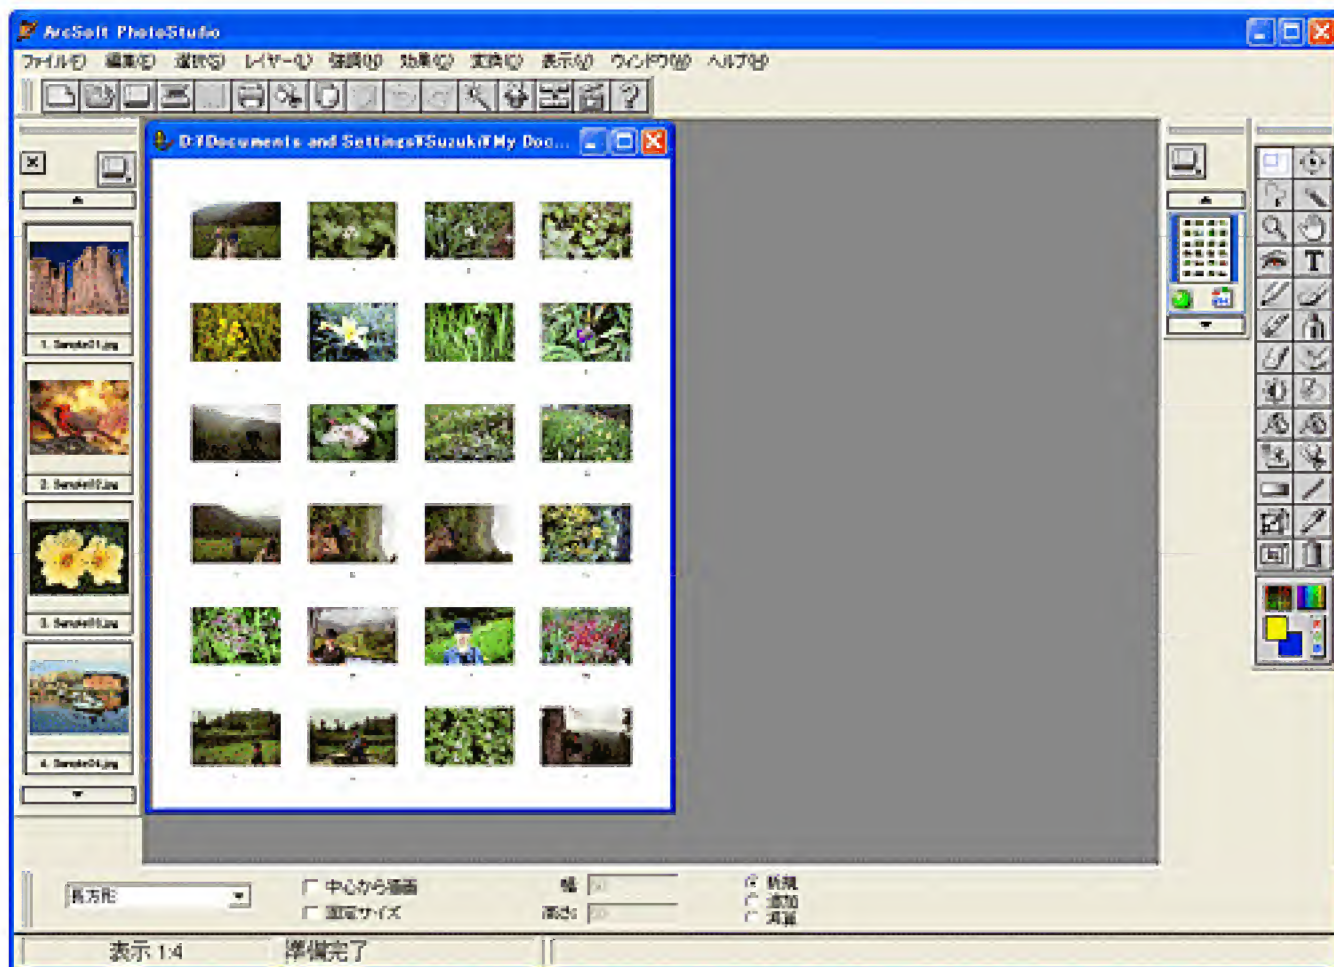 ArcSoft PhotoStudio
ファイル(F) 編集(E) 選択(S) レイヤー(L) 強調(N) 効果(C) 変換(O) 表示(V) ウィンドウ(W) ヘルプ(H)
D:¥Documents and Settings¥Suzuki¥My Doc...
1. Sample01.jpg
2. Sample02.jpg
3. Sample03.jpg
4. Sample04.jpg
T
長方形
中心から描画
固定サイズ
幅
高さ:
新規
追加
減算
表示 1:4 準備完了